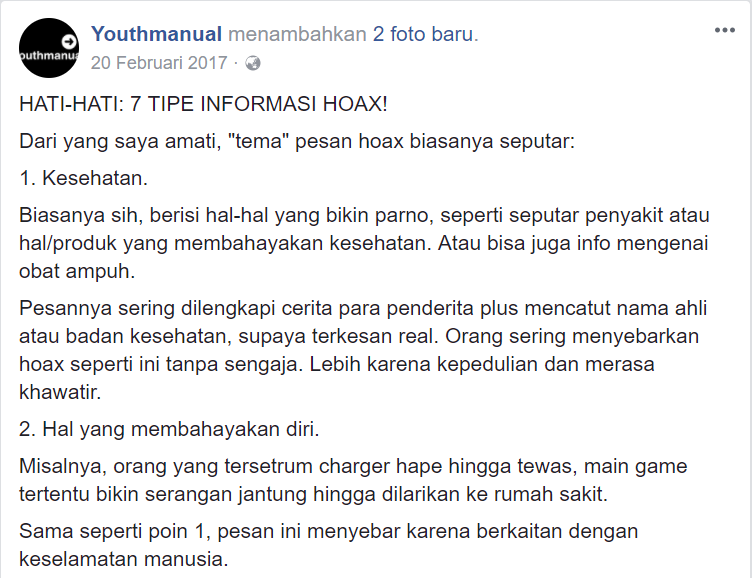 Youthmanual menambahkan 2 foto baru.
outhmanua
20 Februari 2017 ·
HATI-HATI: 7 TIPE INFORMASI HOAX!
Dari yang saya amati, "tema" pesan hoax biasanya seputar:
1. Kesehatan.
Biasanya sih, berisi hal-hal yang bikin parno, seperti seputar penyakit atau
hal/produk yang membahayakan kesehatan. Atau bisa juga info mengenai
obat ampuh.
Pesannya sering dilengkapi cerita para penderita plus mencatut nama ahli
atau badan kesehatan, supaya terkesan real. Orang sering menyebarkan
hoax seperti ini tanpa sengaja. Lebih karena kepedulian dan merasa
khawatir.
2. Hal yang membahayakan diri.
Misalnya, orang yang tersetrum charger hape hingga tewas, main game
tertentu bikin serangan jantung hingga dilarikan ke rumah sakit.
Sama seperti poin 1, pesan ini menyebar karena berkaitan dengan
keselamatan manusia.